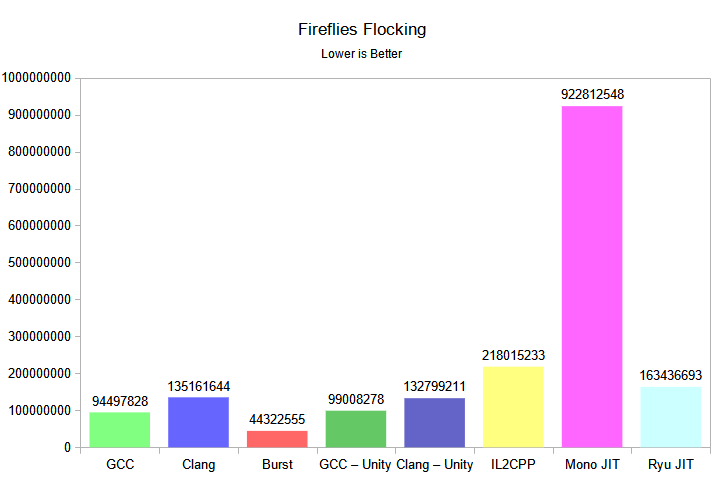 Fireflies Flocking
Lower is Better
1000000000
900000000
800000000
700000000
600000000
500000000
400000000
300000000
200000000
100000000
0
94497828
135161644
44322555
99008278
132799211
218015233
922812548
163436693
GCC
Clang
Burst
GCC – Unity
Clang – Unity
IL2CPP
Mono JIT
Ryu JIT